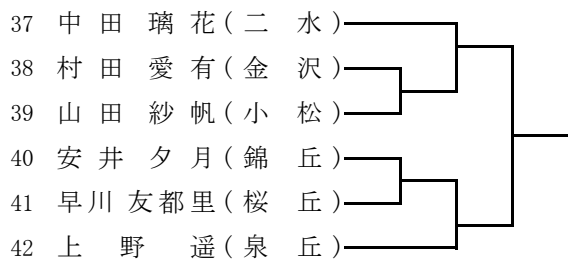 37 中田 璃花(二 水)
38 村田 愛有(金 沢)
39 山田 紗帆(小 松)
40 安井 夕月(錦 丘)
41 早川 友都里(桜 丘)
42 上野 遥(泉 丘)